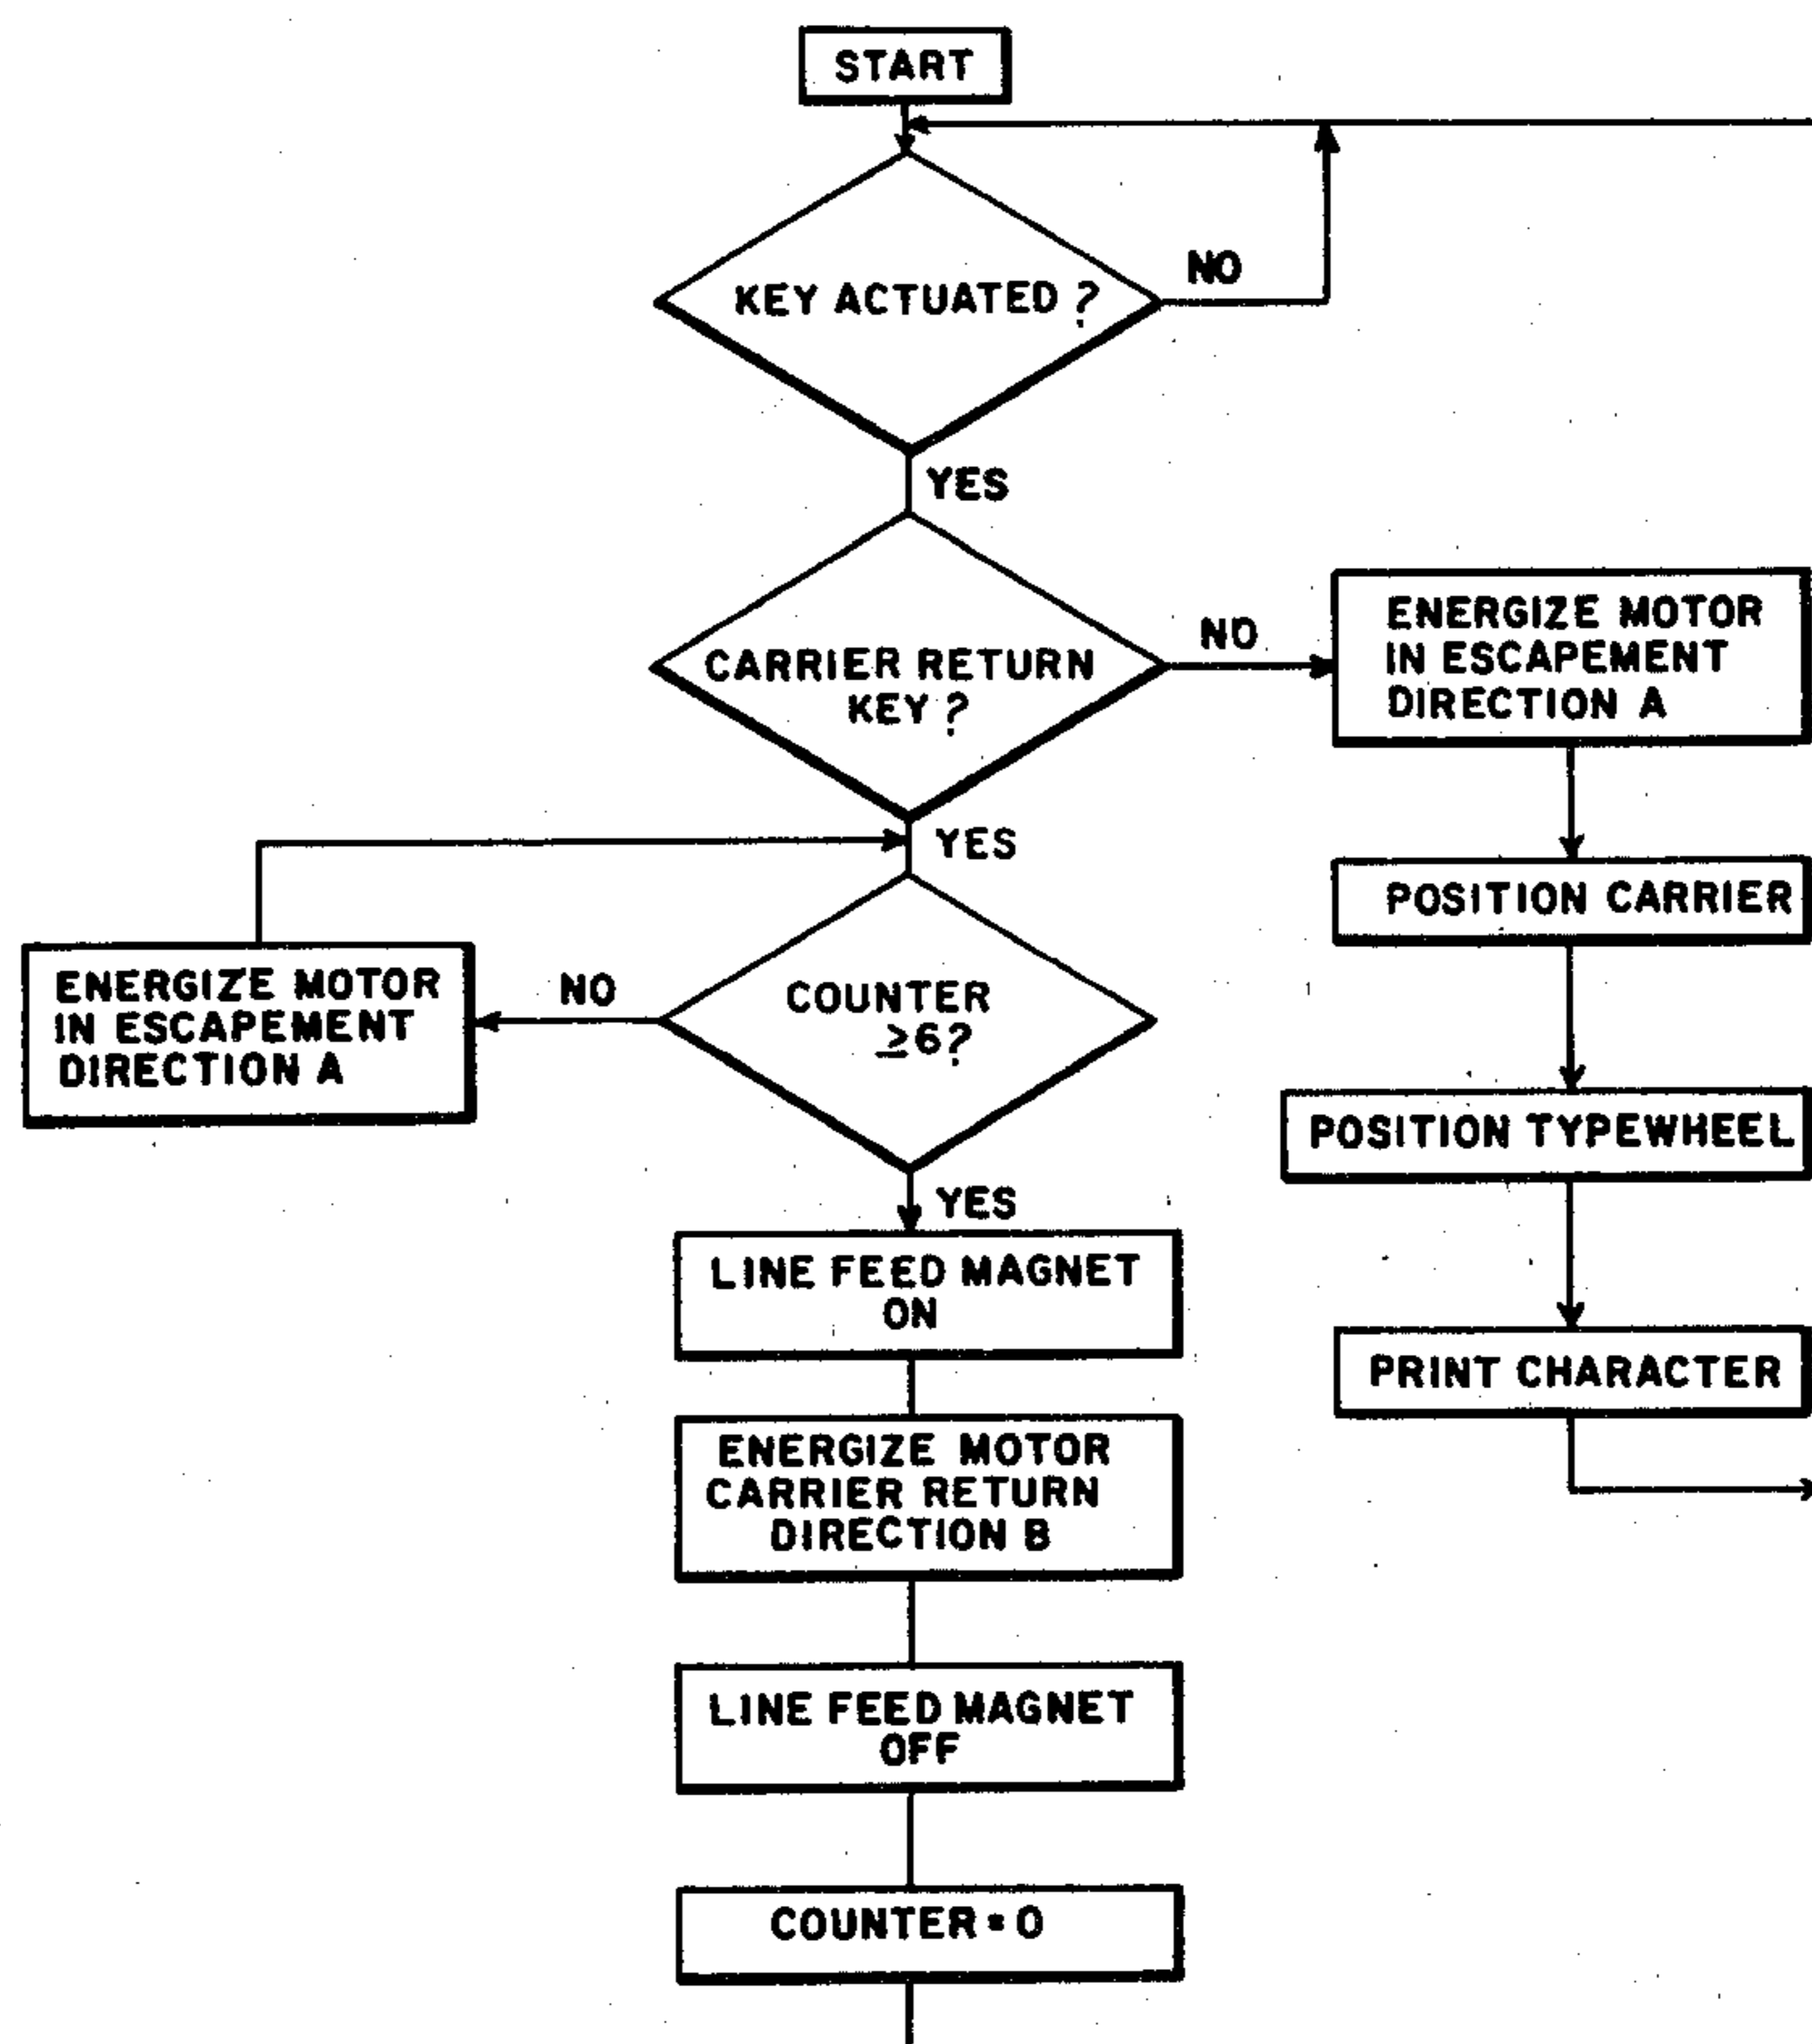 START
KEY ACTUATED ?
NO
YES
CARRIER RETURN
KEY ?
NO
ENERGIZE MOTOR
IN ESCAPEMENT
DIRECTION A
YES
POSITION CARRIER
ENERGIZE MOTOR
IN ESCAPEMENT
DIRECTION A
NO
COUNTER
≥6?
POSITION TYPEWHEEL
YES
LINE FEED MAGNET
ON
PRINT CHARACTER
ENERGIZE MOTOR
CARRIER RETURN
DIRECTION B
LINE FEED MAGNET
OFF
COUNTER = 0